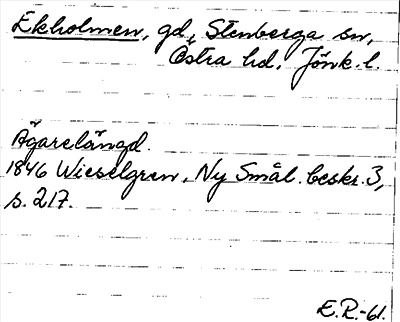 Ekholmen, gd, Stenberga sn,
Östra hd, Jönk. l.
Ägarelängd.
1846 Wieselgren, Ny Smål. beskr. 3,
s. 217.
E.R.-61.